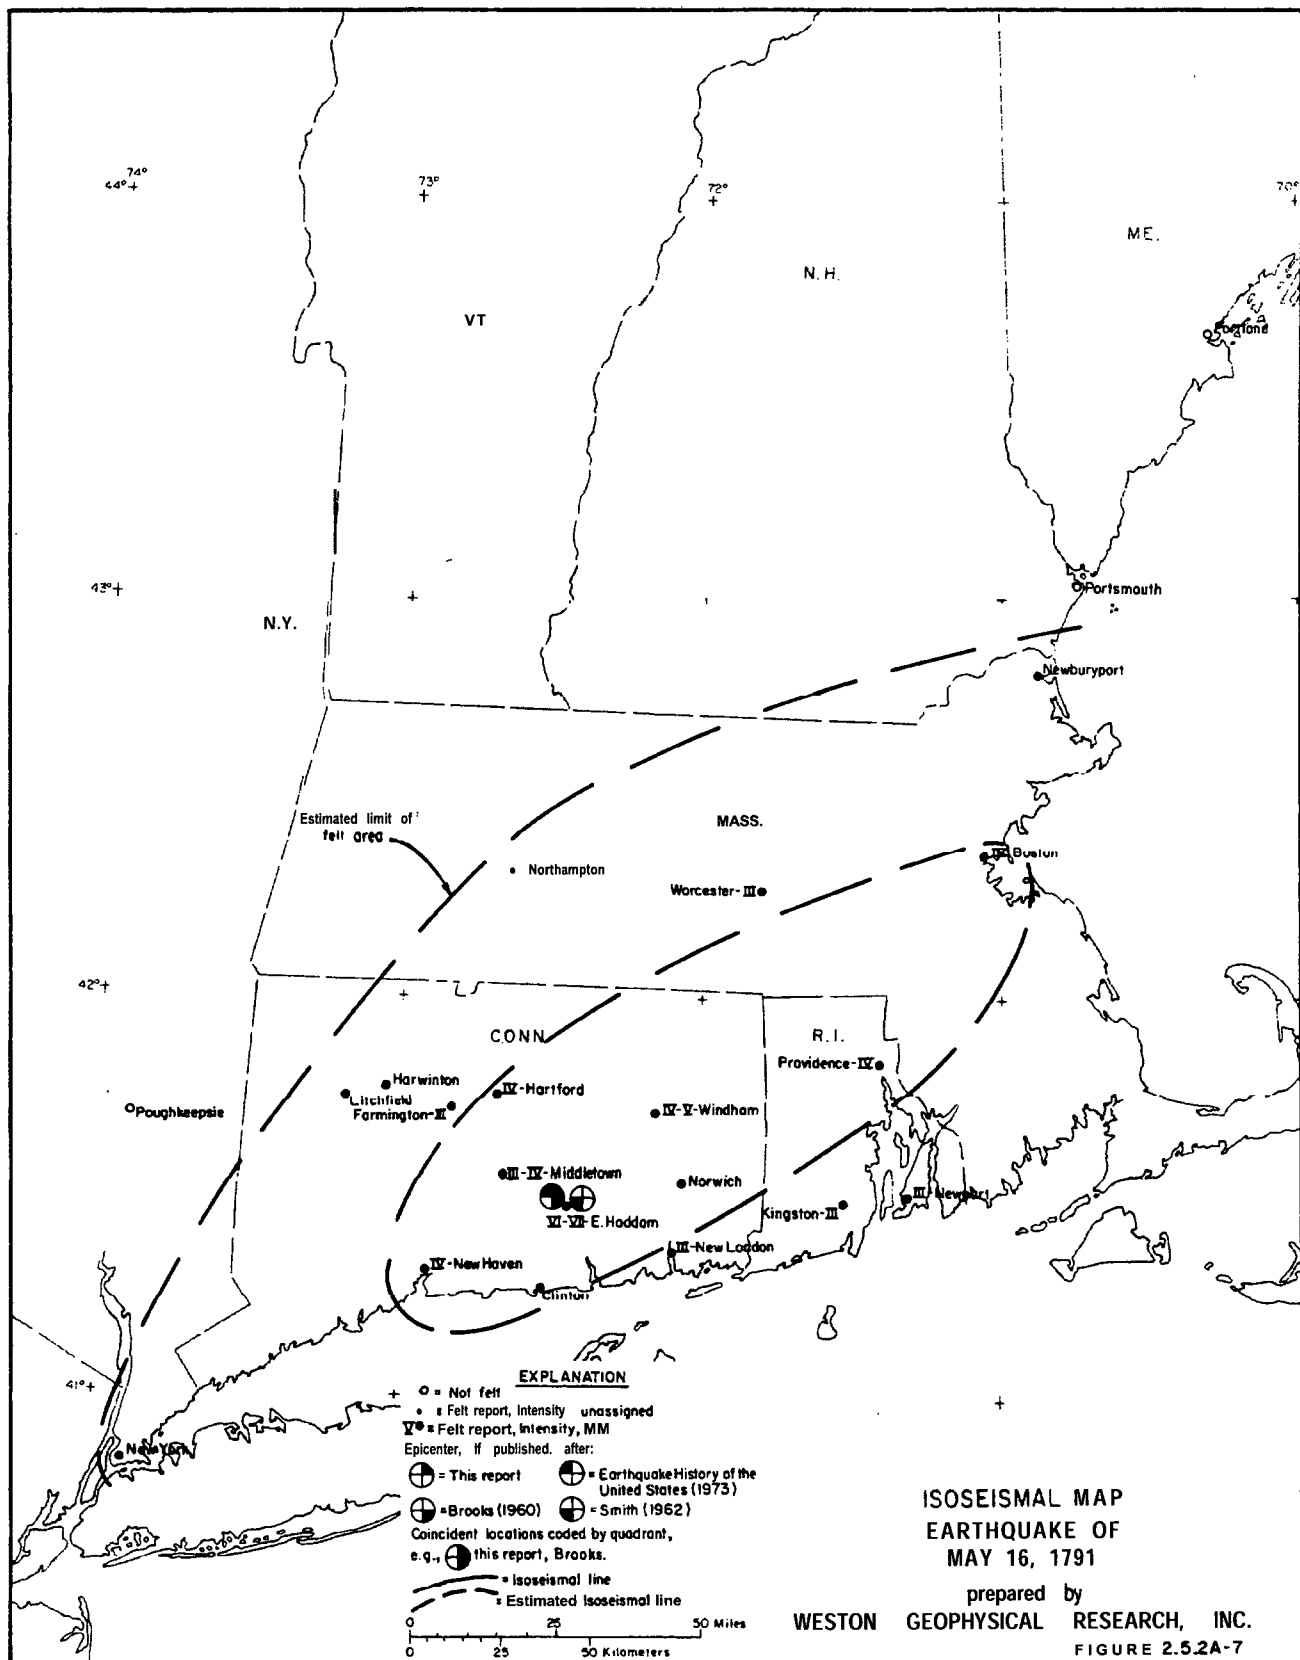 74°
44°
73°
72°
70°
ME.
N.H.
VT
43°
Portsmouth
N.Y.
Newburyport
Estimated limit of
felt area
MASS.
Boston
Northampton
Worcester-III
42°
CONN
R.I.
Providence-IV
Harwinton
Litchfield
IV-Hartford
Poughkeepsie
Farmington-III
IV-V-Windham
III-IV-Middletown
Norwich
VI-VII-E. Haddam
Kingston-III
III-Newport
III-New London
IV-New Haven
Clinton
41°
New York
EXPLANATION
= Not felt
= Felt report, Intensity unassigned
V = Felt report, Intensity, MM
Epicenter, If published, after:
= This report
= Earthquake History of the
United States (1973)
= Brooks (1960)
= Smith (1962)
Coincident locations coded by quadrant,
e.g., this report, Brooks.
= Isoseismal line
= Estimated Isoseismal line
0 25 50 Miles
0 25 50 Kilometers
ISOSEISMAL MAP
EARTHQUAKE OF
MAY 16, 1791
prepared by
WESTON GEOPHYSICAL RESEARCH, INC.
FIGURE 2.5.2A-7